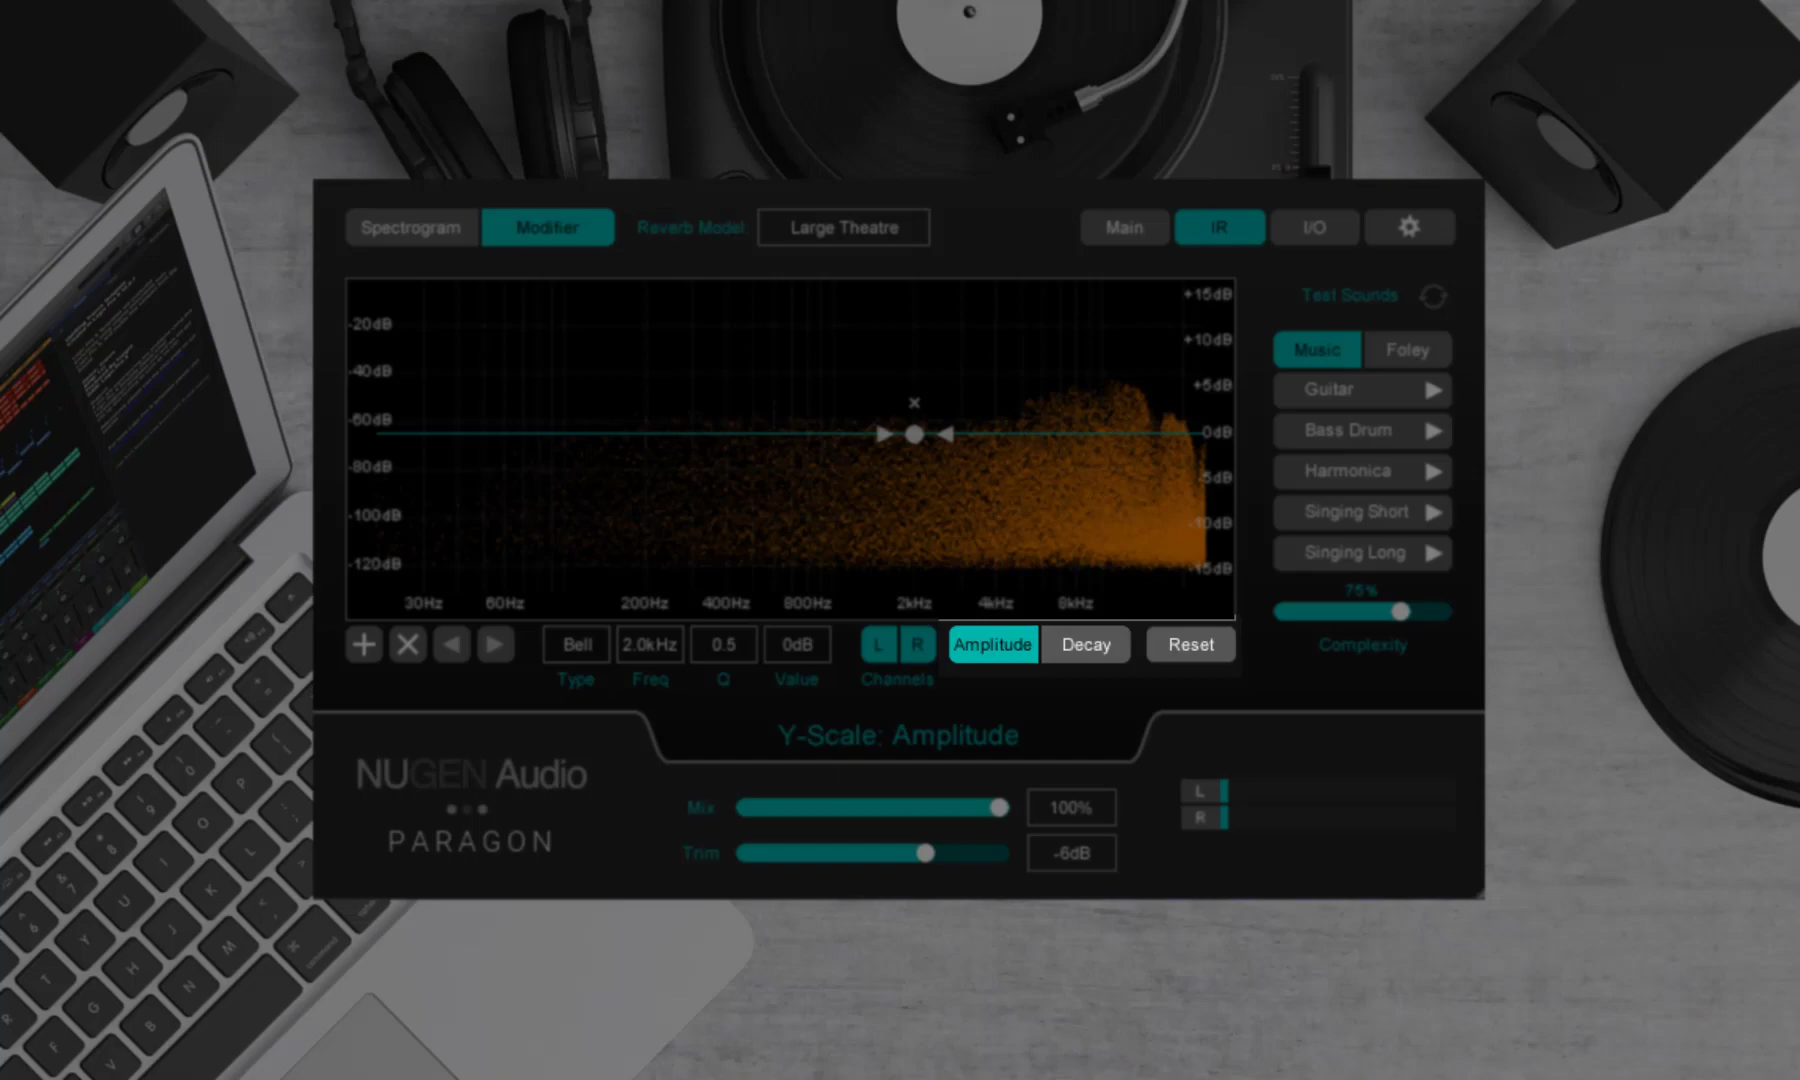 Spectrogram Modifier Reverb Model: Large Theatre Main IR I/O
+15dB
-20dB
+10dB
-40dB
+5dB
-60dB
0dB
-80dB
-5dB
-100dB
-10dB
-120dB
-15dB
30Hz 60Hz 200Hz 400Hz 800Hz 2kHz 4kHz 8kHz
Test Sounds
Music Foley
Guitar
Bass Drum
Harmonica
Singing Short
Singing Long
75%
Complexity
Bell 2.0kHz 0.5 0dB L R Amplitude Decay Reset
Type Freq Q Value Channels
Y-Scale: Amplitude
NUGEN Audio
PARAGON
Mix 100%
Trim -6dB
L
R